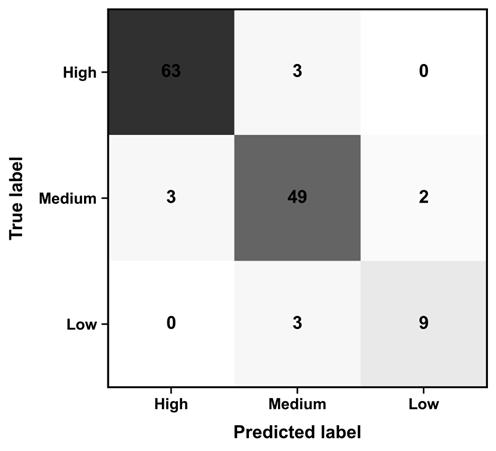 High 63 3 0
Medium 3 49 2
Low 0 3 9
High Medium Low
True label
Predicted label